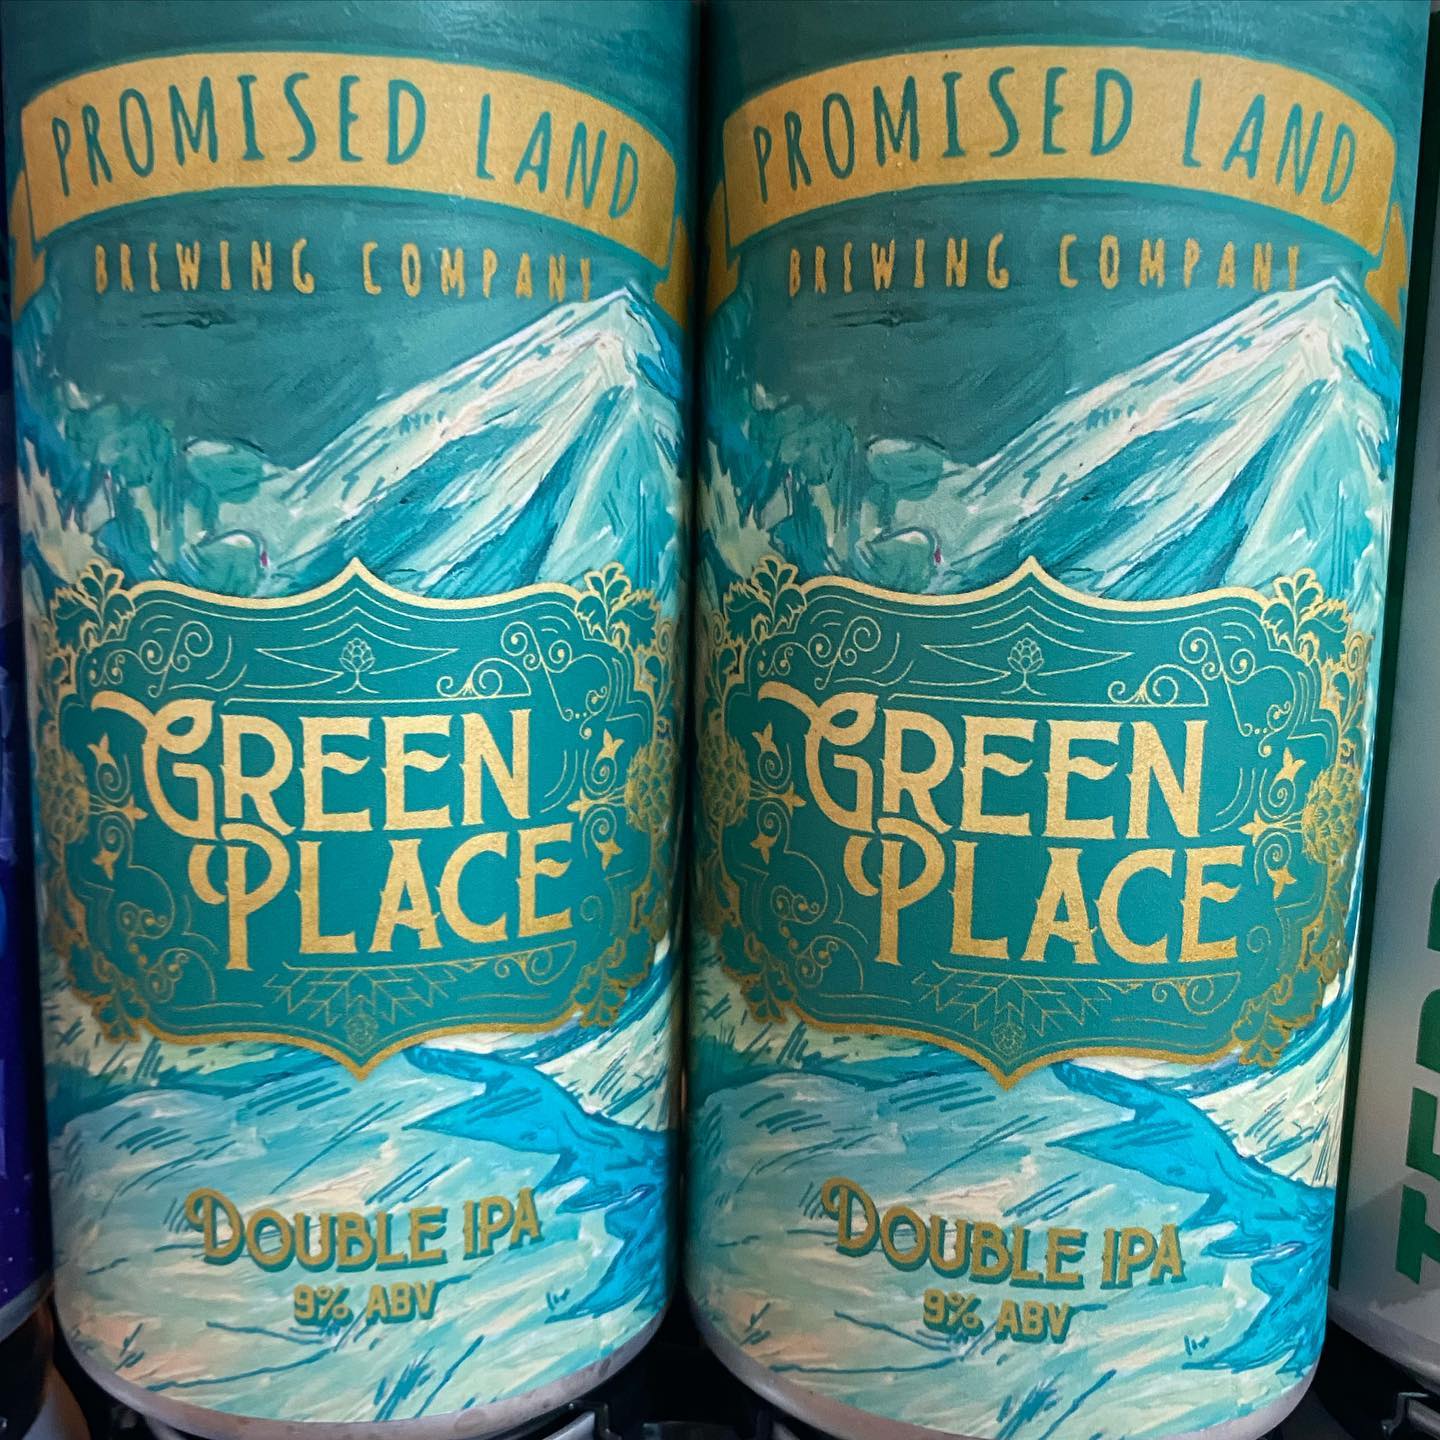 PROMISED LAND
BREWING COMPANY
GREEN
PLACE
DOUBLE IPA
9% ABV
PROMISED LAND
BREWING COMPANY
GREEN
PLACE
DOUBLE IPA
9% ABV